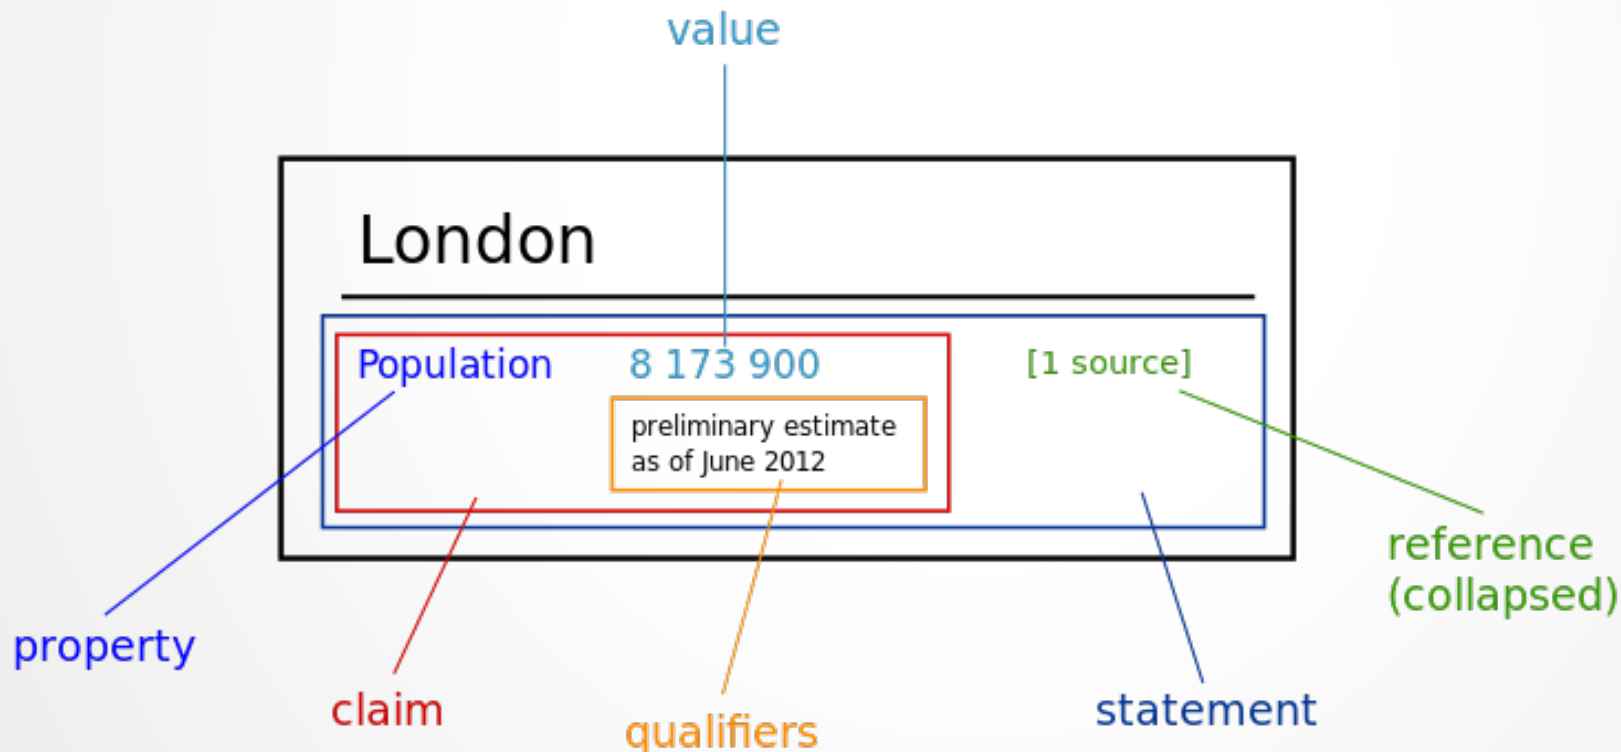 value
London
Population 8 173 900 [1 source]
preliminary estimate
as of June 2012
reference
(collapsed)
property
claim
qualifiers
statement